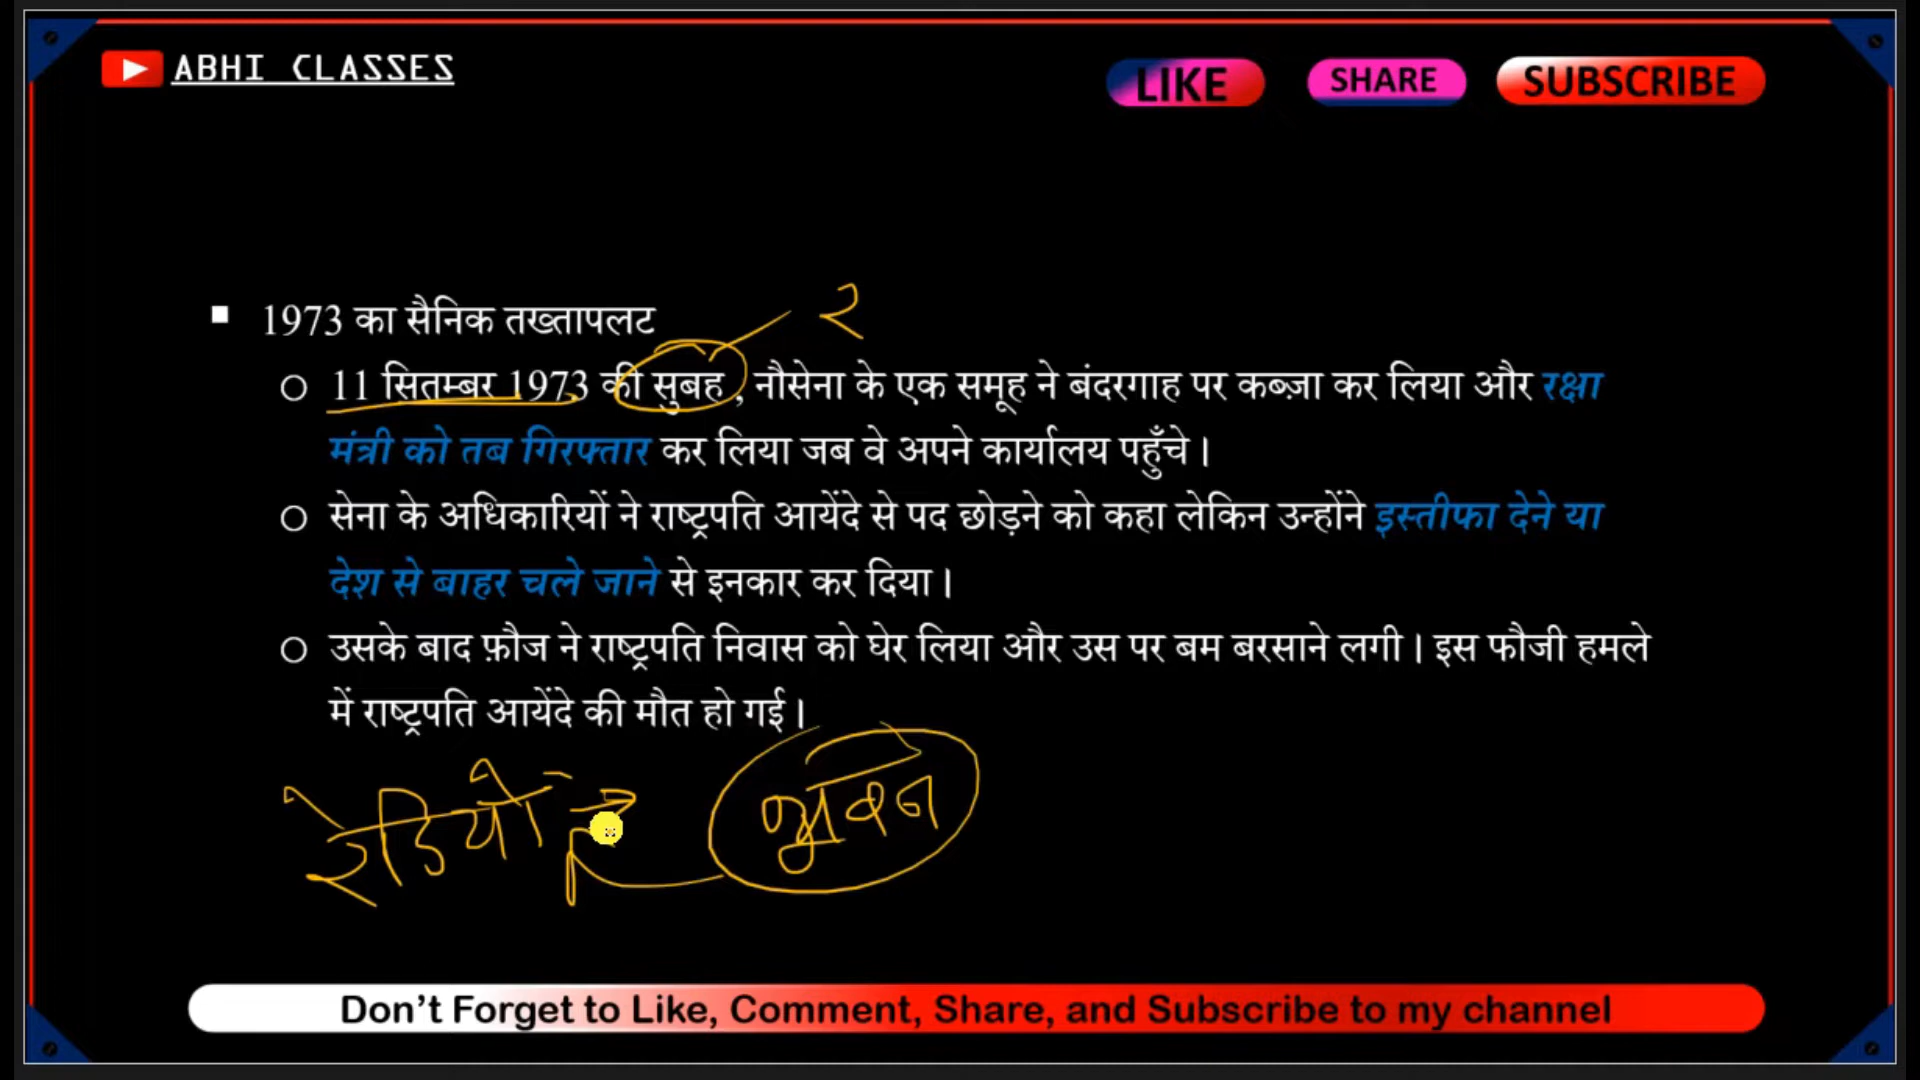 ABHI CLASSES
LIKE SHARE SUBSCRIBE
1973 का सैनिक तख्तापलट
11 सितम्बर 1973 की सुबह, नौसेना के एक समूह ने बंदरगाह पर कब्ज़ा कर लिया और रक्षा
मंत्री को तब गिरफ्तार कर लिया जब वे अपने कार्यालय पहुँचे।
सेना के अधिकारियों ने राष्ट्रपति आयेंदे से पद छोड़ने को कहा लेकिन उन्होंने इस्तीफा देने या
देश से बाहर चले जाने से इनकार कर दिया।
उसके बाद फ़ौज ने राष्ट्रपति निवास को घेर लिया और उस पर बम बरसाने लगी। इस फौजी हमले
में राष्ट्रपति आयेंदे की मौत हो गई।
रेडियो भवन
Don't Forget to Like, Comment, Share, and Subscribe to my channel